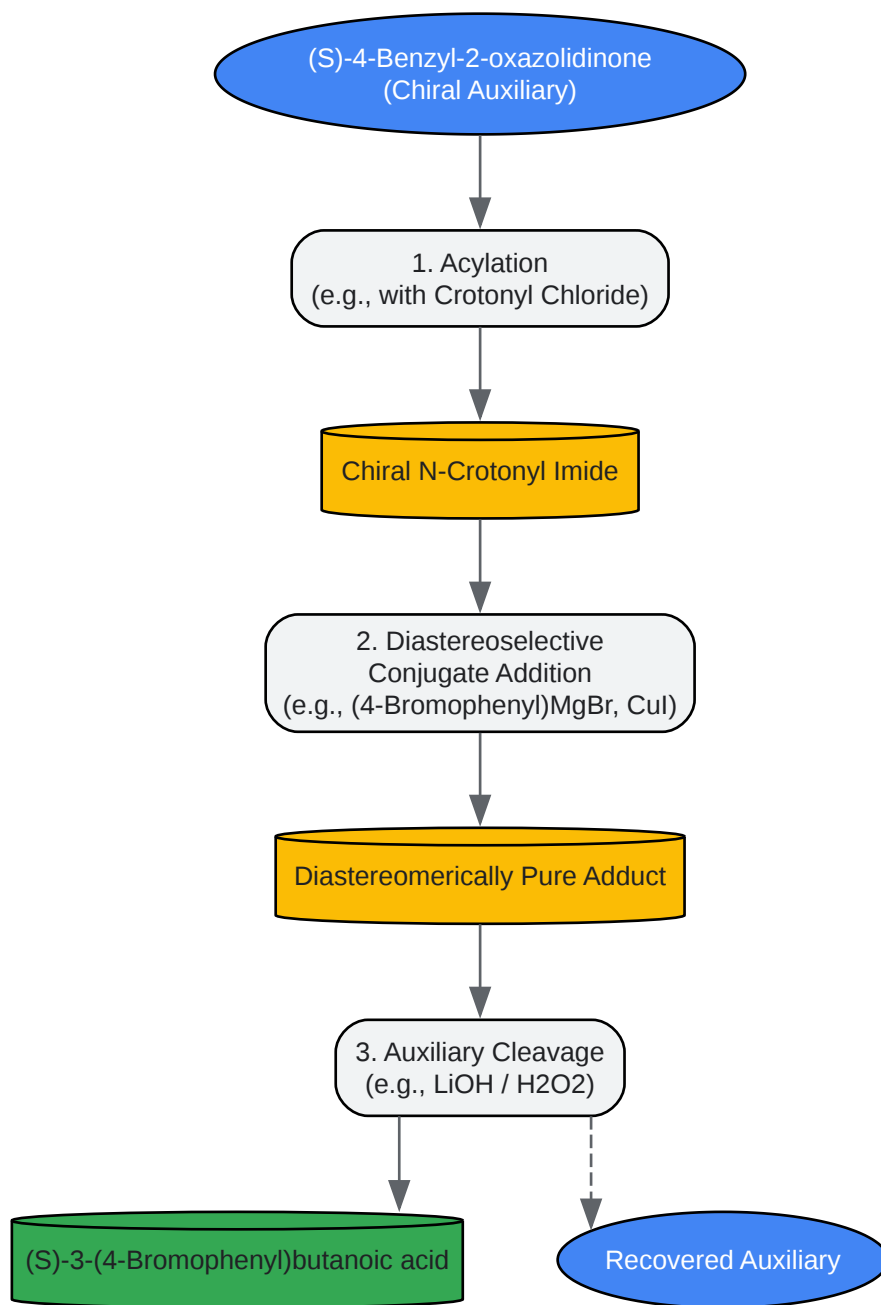 (S)-4-Benzyl-2-oxazolidinone
(Chiral Auxiliary)
1. Acylation
(e.g., with Crotonyl Chloride)
Chiral N-Crotonyl Imide
2. Diastereoselective
Conjugate Addition
(e.g., (4-Bromophenyl)MgBr, CuI)
Diastereomerically Pure Adduct
3. Auxiliary Cleavage
(e.g., LiOH / H2O2)
(S)-3-(4-Bromophenyl)butanoic acid
Recovered Auxiliary